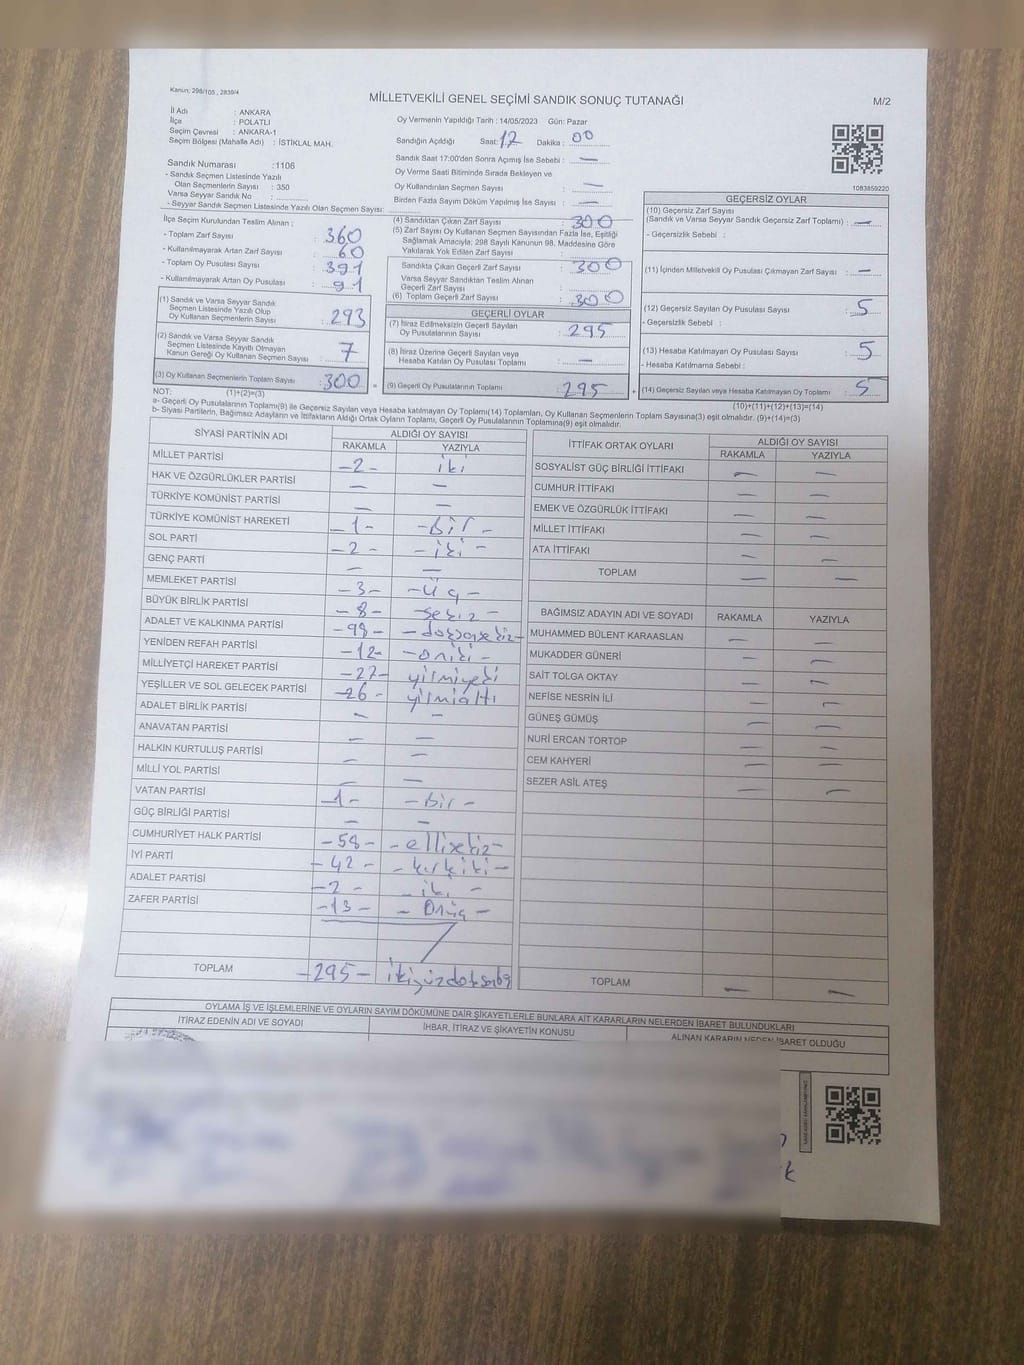 Kanun; 298/105 , 2839/4
MİLLETVEKİLİ GENEL SEÇİMİ SANDIK SONUÇ TUTANAĞI
M/2
İl Adı : ANKARA
İlçe : POLATLI
Seçim Çevresi : ANKARA-1
Seçim Bölgesi (Mahalle Adı) : İSTİKLAL MAH.
Sandık Numarası :1106
- Sandık Seçmen Listesinde Yazılı
Olan Seçmenlerin Sayısı : 350
Varsa Seyyar Sandık No :
- Seyyar Sandık Seçmen Listesinde Yazılı Olan Seçmen Sayısı:
Oy Vermenin Yapıldığı Tarih : 14/05/2023 Gün: Pazar
Sandığın Açıldığı Saat: 17 Dakika : 00
Sandık Saat 17:00'den Sonra Açımış İse Sebebi : —
Oy Verme Saati Bitiminde Sırada Bekleyen ve
Oy Kullandırılan Seçmen Sayısı : —
Birden Fazla Sayım Döküm Yapılmış İse Sayısı : —
1083859220
İlçe Seçim Kurulundan Teslim Alınan ;
- Toplam Zarf Sayısı : 360
- Kullanılmayarak Artan Zarf Sayısı : 60
- Toplam Oy Pusulası Sayısı : 391
- Kullanılmayarak Artan Oy Pusulası : 91
(1) Sandık ve Varsa Seyyar Sandık
Seçmen Listesinde Yazılı Olup
Oy Kullanan Seçmenlerin Sayısı : 293
(2) Sandık ve Varsa Seyyar Sandık
Seçmen Listesinde Kayıtlı Olmayan
Kanun Gereği Oy Kullanan Seçmen Sayısı : 7
(3) Oy Kullanan Seçmenlerin Toplam Sayısı : 300 =
(1)+(2)=(3)
(4) Sandıktan Çıkan Zarf Sayısı : 300
(5) Zarf Sayısı Oy Kullanan Seçmen Sayısından Fazla İse, Eşitliği
Sağlamak Amacıyla; 298 Sayılı Kanunun 98. Maddesine Göre
Yakılarak Yok Edilen Zarf Sayısı :
Sandıkta Çıkan Geçerli Zarf Sayısı : 300
Varsa Seyyar Sandıktan Teslim Alınan
Geçerli Zarf Sayısı :
(6) Toplam Geçerli Zarf Sayısı : 300
GEÇERLİ OYLAR
(7) İtiraz Edilmeksizin Geçerli Sayılan
Oy Pusulalarının Sayısı : 295
(8) İtiraz Üzerine Geçerli Sayılan veya
Hesaba Katılan Oy Pusulası Toplamı : —
(9) Geçerli Oy Pusulalarının Toplamı : 295 +
GEÇERSİZ OYLAR
(10) Geçersiz Zarf Sayısı
(Sandık ve Varsa Seyyar Sandık Geçersiz Zarf Toplamı) : —
- Geçersizlik Sebebi :
(11) İçinden Milletvekili Oy Pusulası Çıkmayan Zarf Sayısı : —
(12) Geçersiz Sayılan Oy Pusulası Sayısı : 5
- Geçersizlik Sebebi :
(13) Hesaba Katılmayan Oy Pusulası Sayısı : 5
- Hesaba Katılmama Sebebi :
(14) Geçersiz Sayılan veya Hesaba Katılmayan Oy Toplamı : 5
(10)+(11)+(12)+(13)=(14)
NOT:
a- Geçerli Oy Pusulalarının Toplamı(9) ile Geçersiz Sayılan veya Hesaba katılmayan Oy Toplamı(14) Toplamları, Oy Kullanan Seçmenlerin Toplam Sayısına(3) eşit olmalıdır. (9)+(14)=(3)
b- Siyasi Partilerin, Bağımsız Adayların ve İttifakların Aldığı Ortak Oyların Toplamı, Geçerli Oy Pusulalarının Toplamına(9) eşit olmalıdır.
SİYASİ PARTİNİN ADI ALDIĞI OY SAYISI
RAKAMLA YAZIYLA
MİLLET PARTİSİ -2- iki
HAK VE ÖZGÜRLÜKLER PARTİSİ — —
TÜRKİYE KOMÜNİST PARTİSİ — —
TÜRKİYE KOMÜNİST HAREKETİ -1- -bir-
SOL PARTİ -2- -iki-
GENÇ PARTİ — —
MEMLEKET PARTİSİ -3- -üç-
BÜYÜK BİRLİK PARTİSİ -8- -sekiz-
ADALET VE KALKINMA PARTİSİ -98- -doksansekiz-
YENİDEN REFAH PARTİSİ -12- -oniki-
MİLLİYETÇİ HAREKET PARTİSİ -27- yirmiyedi
YEŞİLLER VE SOL GELECEK PARTİSİ -26- yirmialtı
ADALET BİRLİK PARTİSİ — —
ANAVATAN PARTİSİ — —
HALKIN KURTULUŞ PARTİSİ — —
MİLLİ YOL PARTİSİ — —
VATAN PARTİSİ -1- -bir-
GÜÇ BİRLİĞİ PARTİSİ — —
CUMHURİYET HALK PARTİSİ -58- -ellisekiz-
İYİ PARTİ -42- -kırkiki-
ADALET PARTİSİ -2- -iki-
ZAFER PARTİSİ -13- -Onüç-
TOPLAM -295- ikiyüzdoksanbeş
İTTİFAK ORTAK OYLARI ALDIĞI OY SAYISI
RAKAMLA YAZIYLA
SOSYALİST GÜÇ BİRLİĞİ İTTİFAKI — —
CUMHUR İTTİFAKI — —
EMEK VE ÖZGÜRLÜK İTTİFAKI — —
MİLLET İTTİFAKI — —
ATA İTTİFAKI — —
TOPLAM — —
BAĞIMSIZ ADAYIN ADI VE SOYADI RAKAMLA YAZIYLA
MUHAMMED BÜLENT KARAASLAN — —
MUKADDER GÜNERİ — —
SAİT TOLGA OKTAY — —
NEFİSE NESRİN İLİ — —
GÜNEŞ GÜMÜŞ — —
NURİ ERCAN TORTOP — —
CEM KAHYERİ — —
SEZER ASİL ATEŞ — —
TOPLAM — —
OYLAMA İŞ VE İŞLEMLERİNE VE OYLARIN SAYIM DÖKÜMÜNE DAİR ŞİKAYETLERLE BUNLARA AİT KARARLARIN NELERDEN İBARET BULUNDUKLARI
İTİRAZ EDENİN ADI VE SOYADI İHBAR, İTİRAZ VE ŞİKAYETİN KONUSU ALINAN KARARIN NEDEN İBARET OLDUĞU